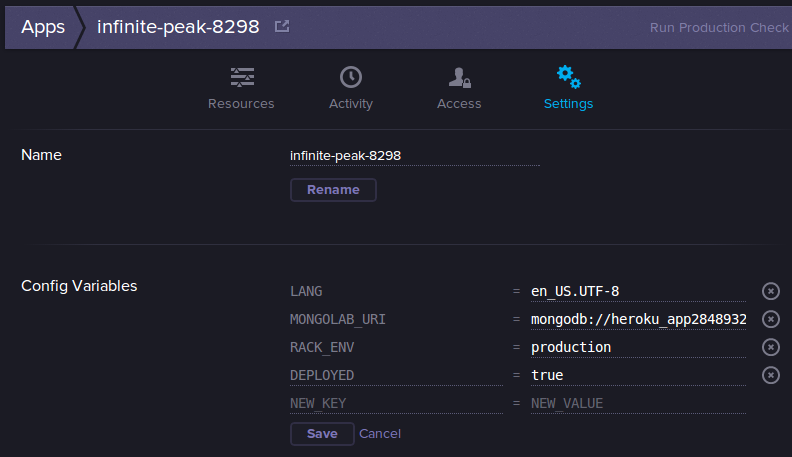 Apps infinite-peak-8298 Run Production Check
Resources Activity Access Settings
Name infinite-peak-8298
Rename
Config Variables
LANG = en_US.UTF-8
MONGOLAB_URI = mongodb://heroku_app2848932
RACK_ENV = production
DEPLOYED = true
NEW_KEY = NEW_VALUE
Save Cancel